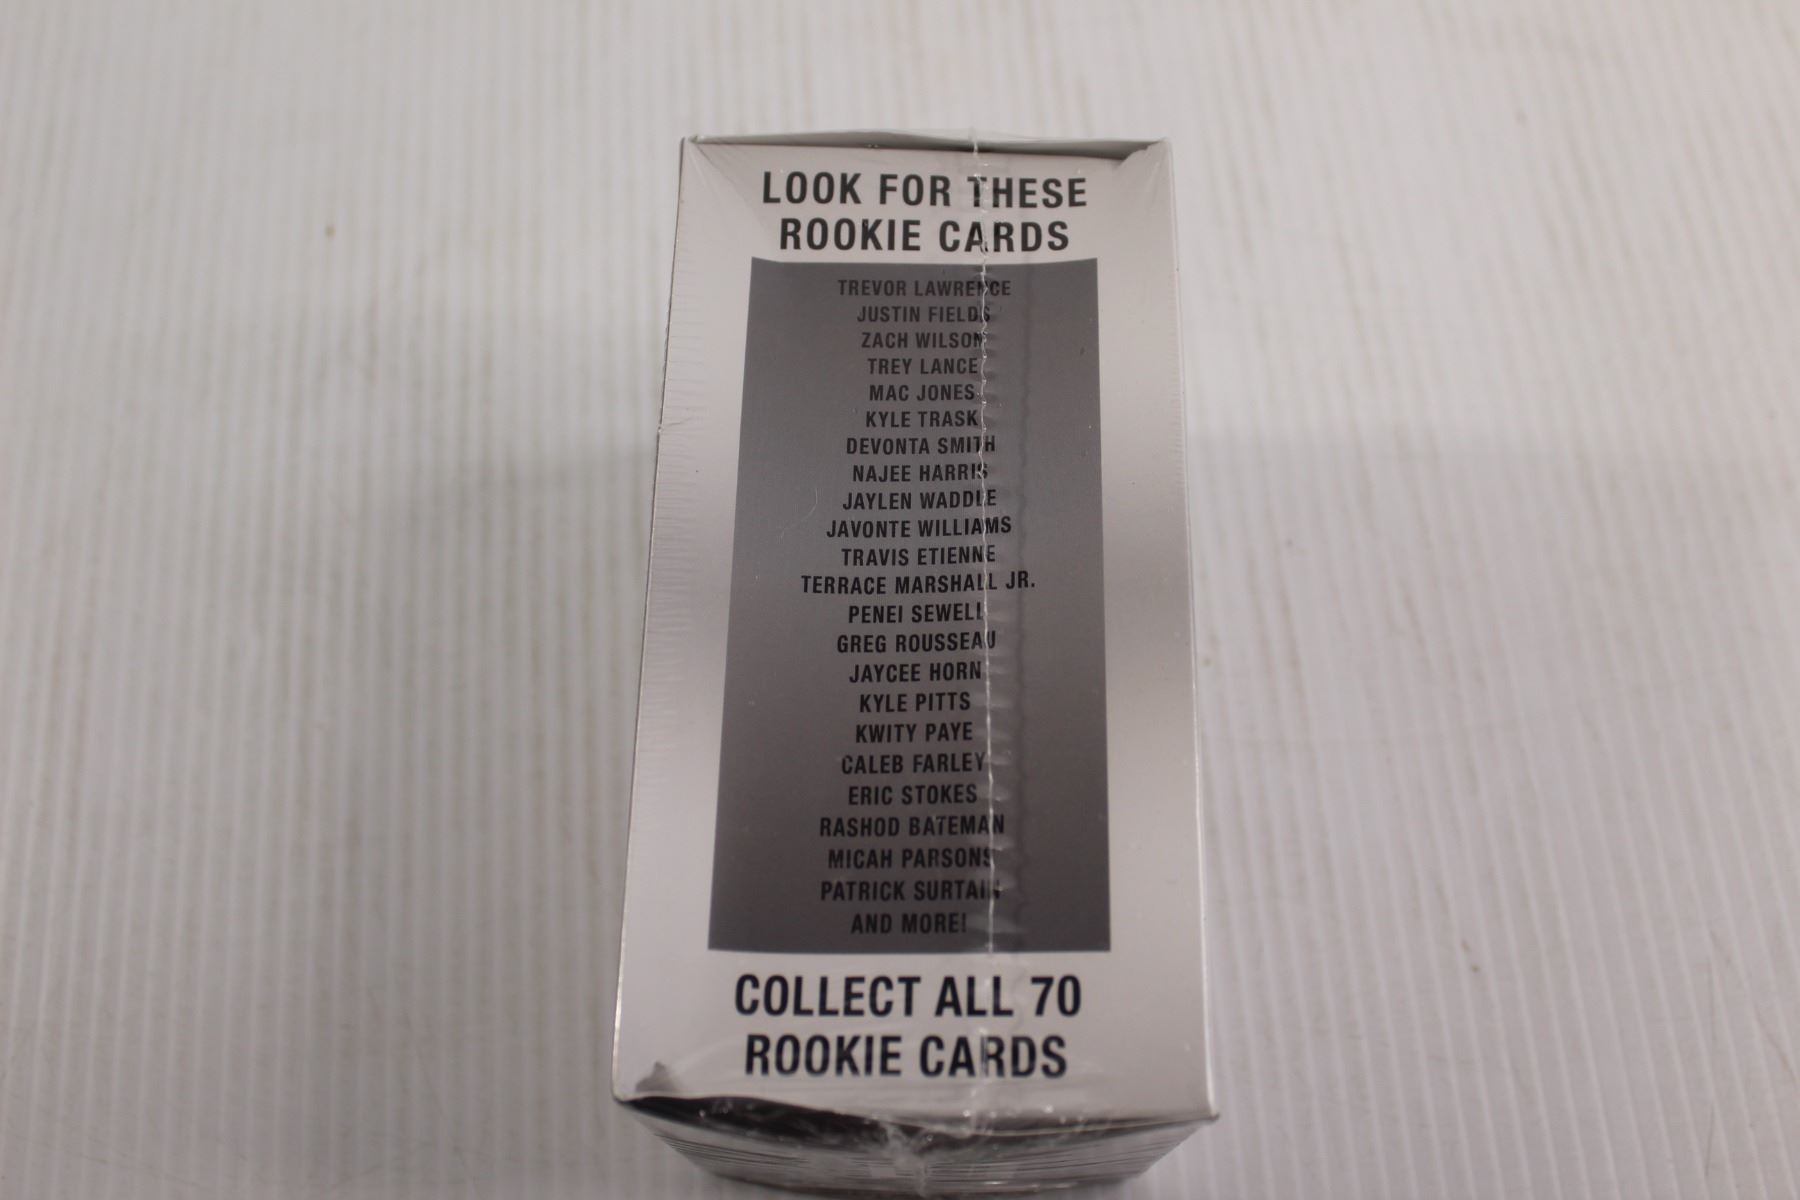 LOOK FOR THESE
ROOKIE CARDS
TREVOR LAWRENCE
JUSTIN FIELDS
ZACH WILSON
TREY LANCE
MAC JONES
KYLE TRASK
DEVONTA SMITH
NAJEE HARRIS
JAYLEN WADDLE
JAVONTE WILLIAMS
TRAVIS ETIENNE
TERRACE MARSHALL JR.
PENEI SEWELL
GREG ROUSSEAU
JAYCEE HORN
KYLE PITTS
KWITY PAYE
CALEB FARLEY
ERIC STOKES
RASHOD BATEMAN
MICAH PARSONS
PATRICK SURTAIN
AND MORE!
COLLECT ALL 70
ROOKIE CARDS